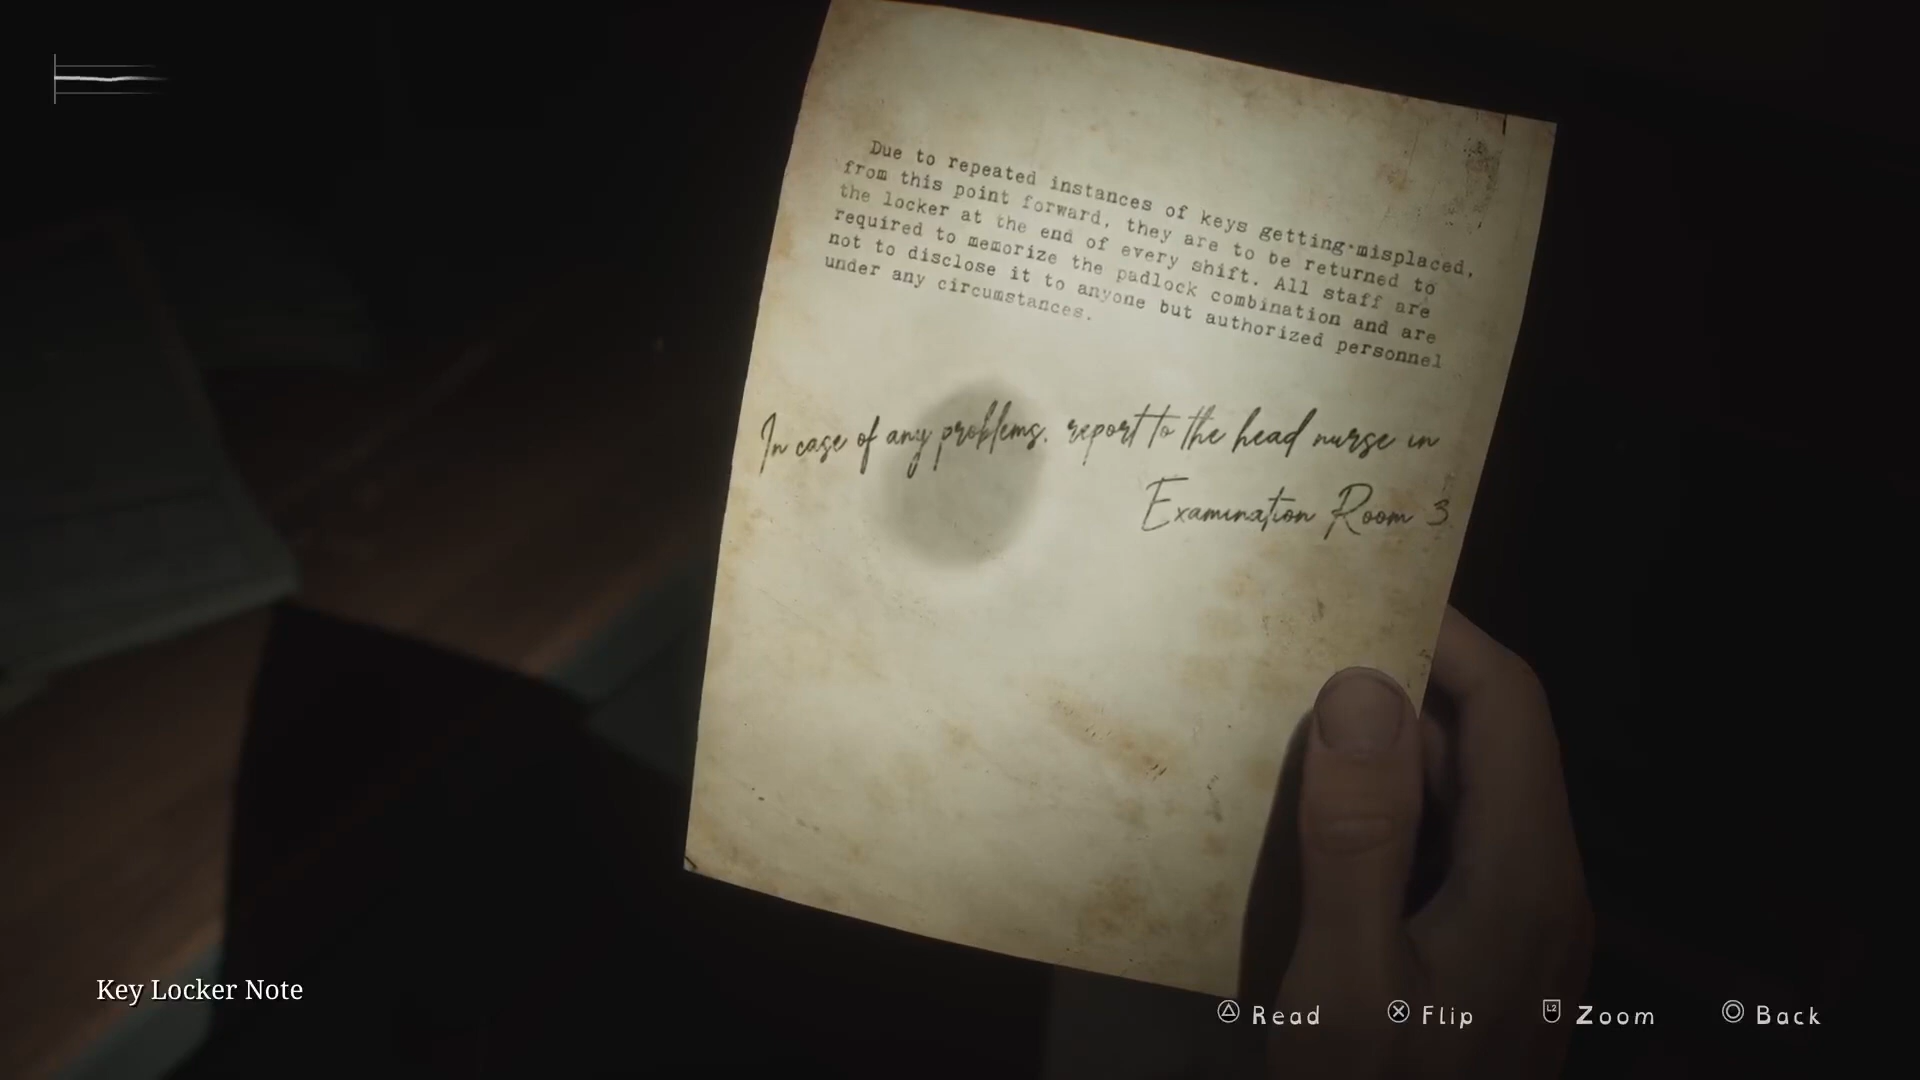 Due to repeated instances of keys getting misplaced,
from this point forward, they are to be returned to
the locker at the end of every shift. All staff are
required to memorize the padlock combination and are
not to disclose it to anyone but authorized personnel
under any circumstances.
In case of any problems, report to the head nurse in
Examination Room 3
Key Locker Note
Read
Flip
L2
Zoom
Back